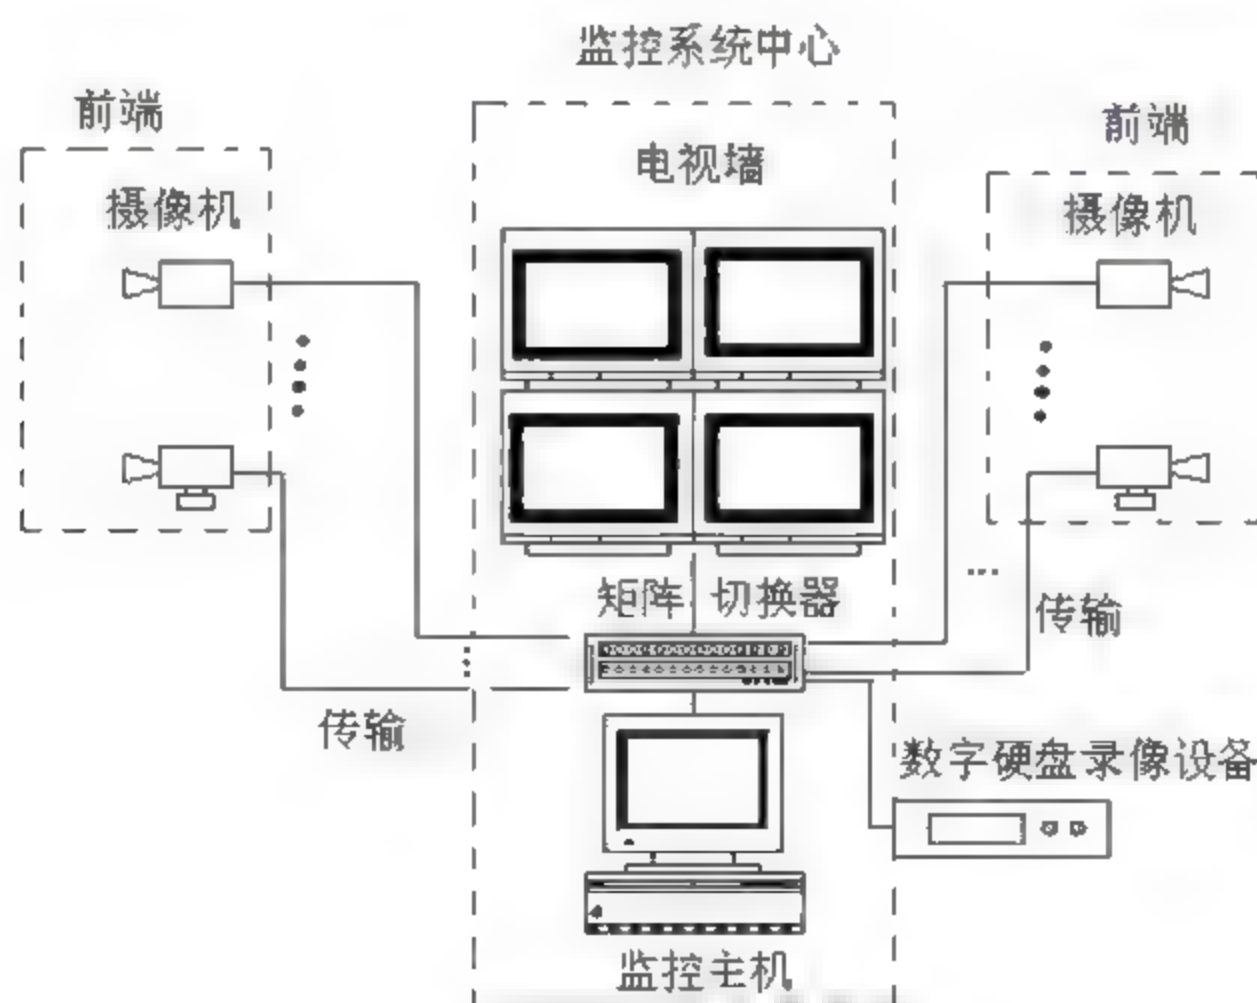 监控系统中心
前端
前端
电视墙
摄像机
摄像机
矩阵 切换器
传输
传输
数字硬盘录像设备
监控主机